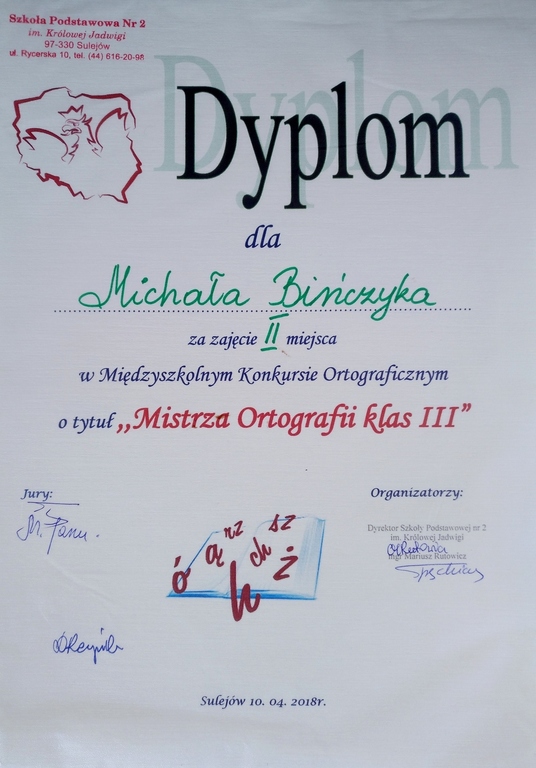 Szkoła Podstawowa Nr 2
im. Królowej Jadwigi
97-330 Sulejów
ul. Rycerska 10, tel. (44) 616-20-98
Dyplom
dla
Michała Bińczyka
za zajęcie II miejsca
w Międzyszkolnym Konkursie Ortograficznym
o tytuł ,,Mistrza Ortografii klas III”
Jury:
Organizatorzy:
Dyrektor Szkoły Podstawowej nr 2
im. Królowej Jadwigi
mgr Mariusz Rutowicz
ó ą rz ch sz h ż
Sulejów 10. 04. 2018r.